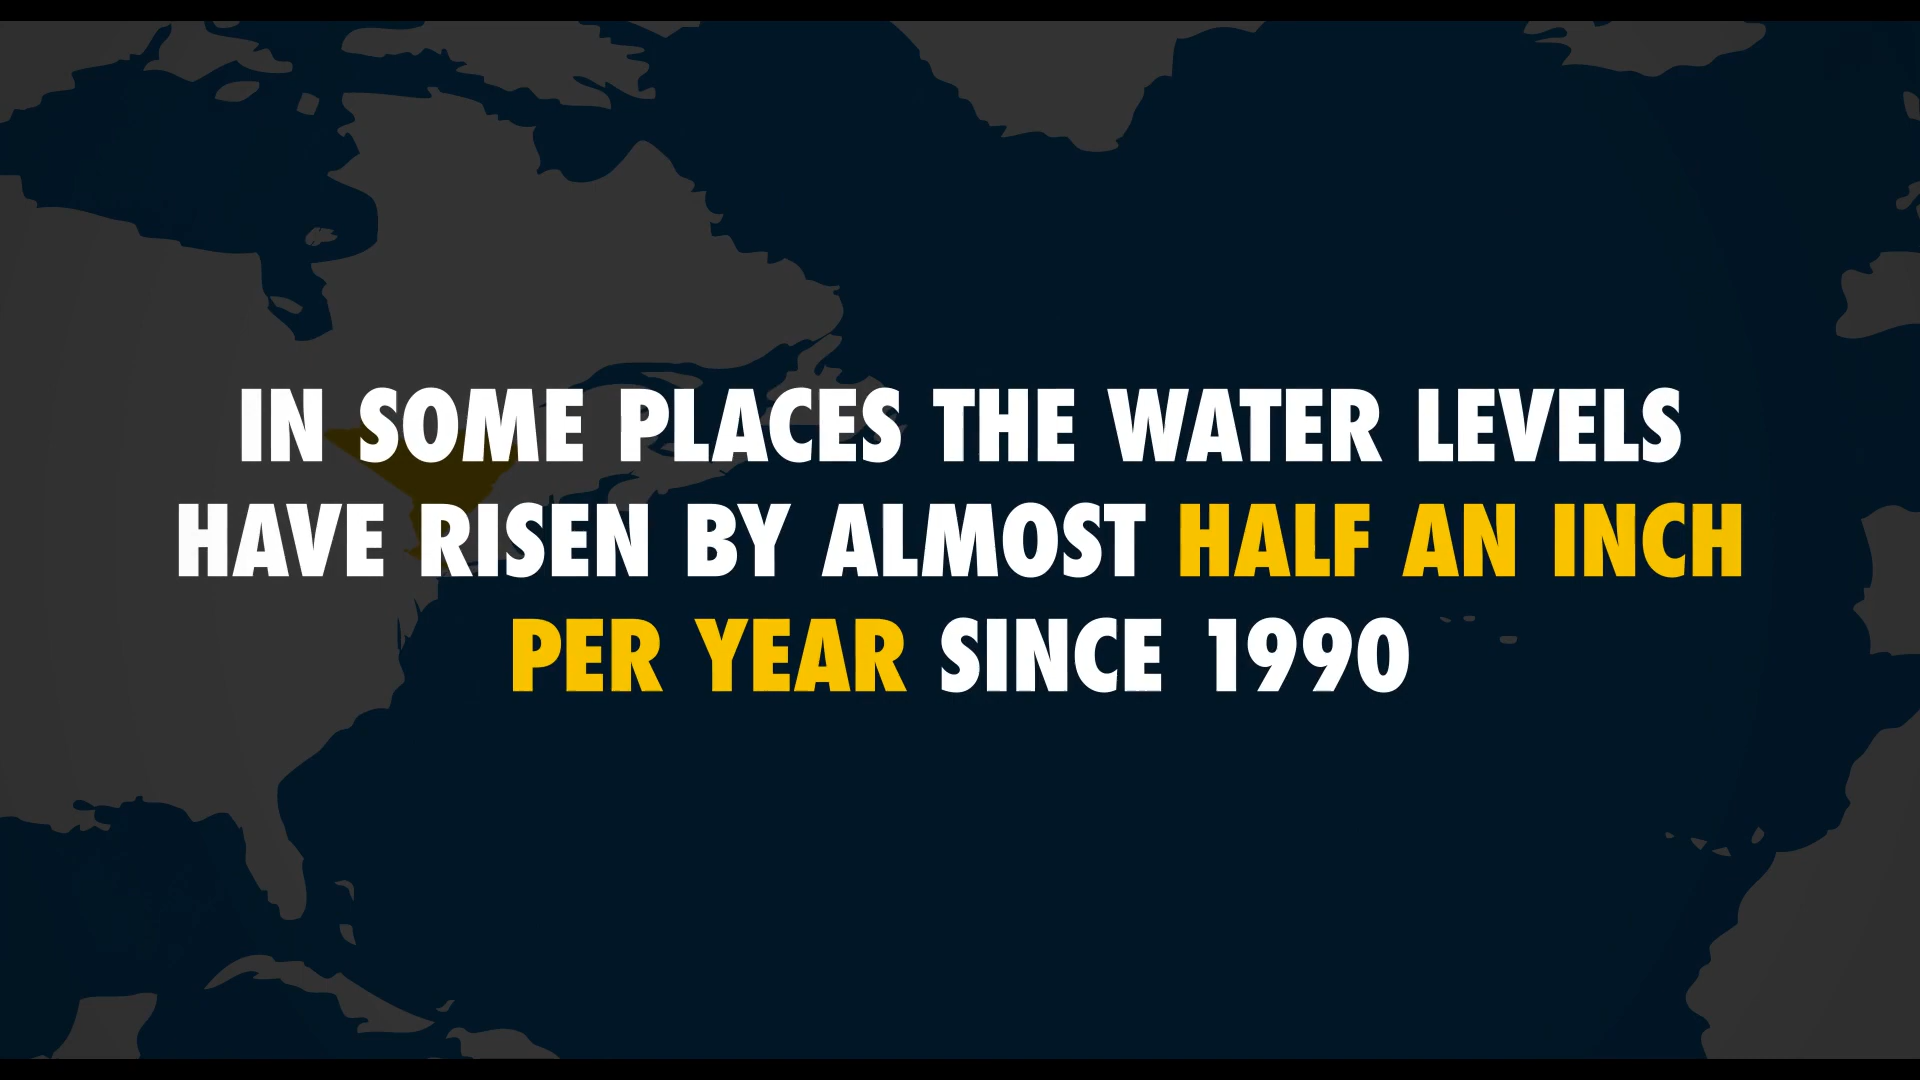 IN SOME PLACES THE WATER LEVELS
HAVE RISEN BY ALMOST HALF AN INCH
PER YEAR SINCE 1990